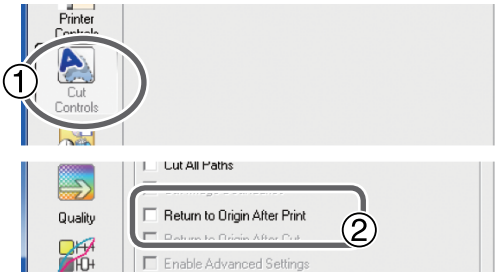 Printer
Controls
1
Cut
Controls
Cut All Paths
Quality
Return to Origin After Print
2
Return to Origin After Cut
Enable Advanced Settings